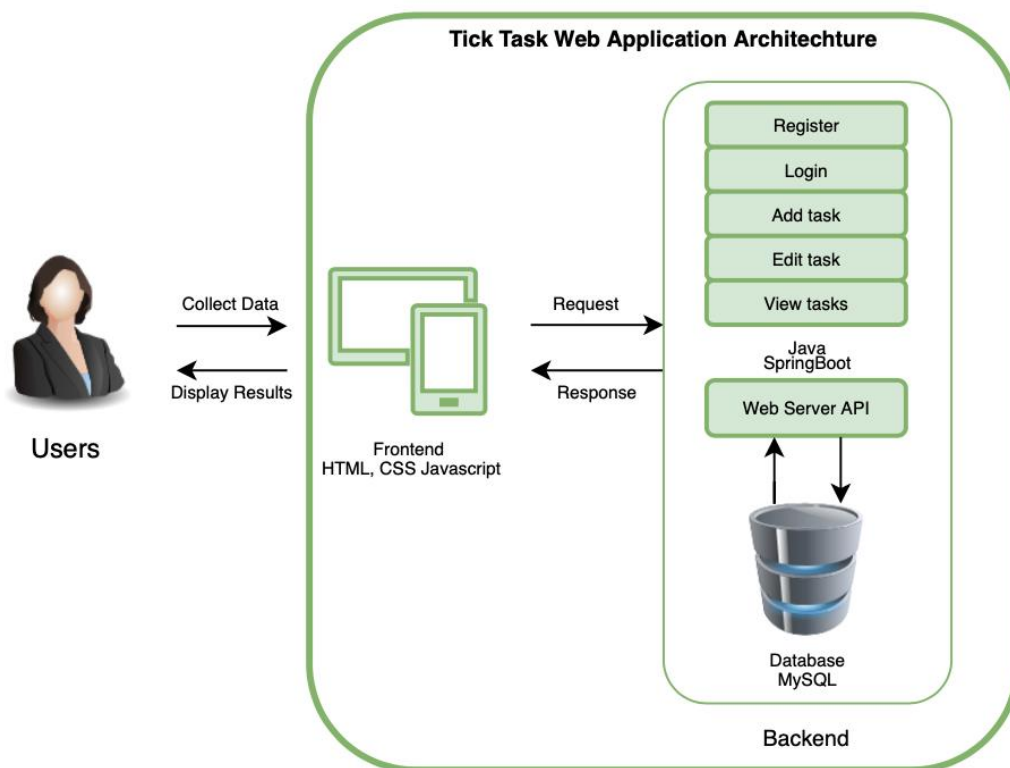 Tick Task Web Application Architechture
Register
Login
Add task
Edit task
View tasks
Java
SpringBoot
Web Server API
Database
MySQL
Backend
Collect Data
Display Results
Users
Request
Response
Frontend
HTML, CSS Javascript